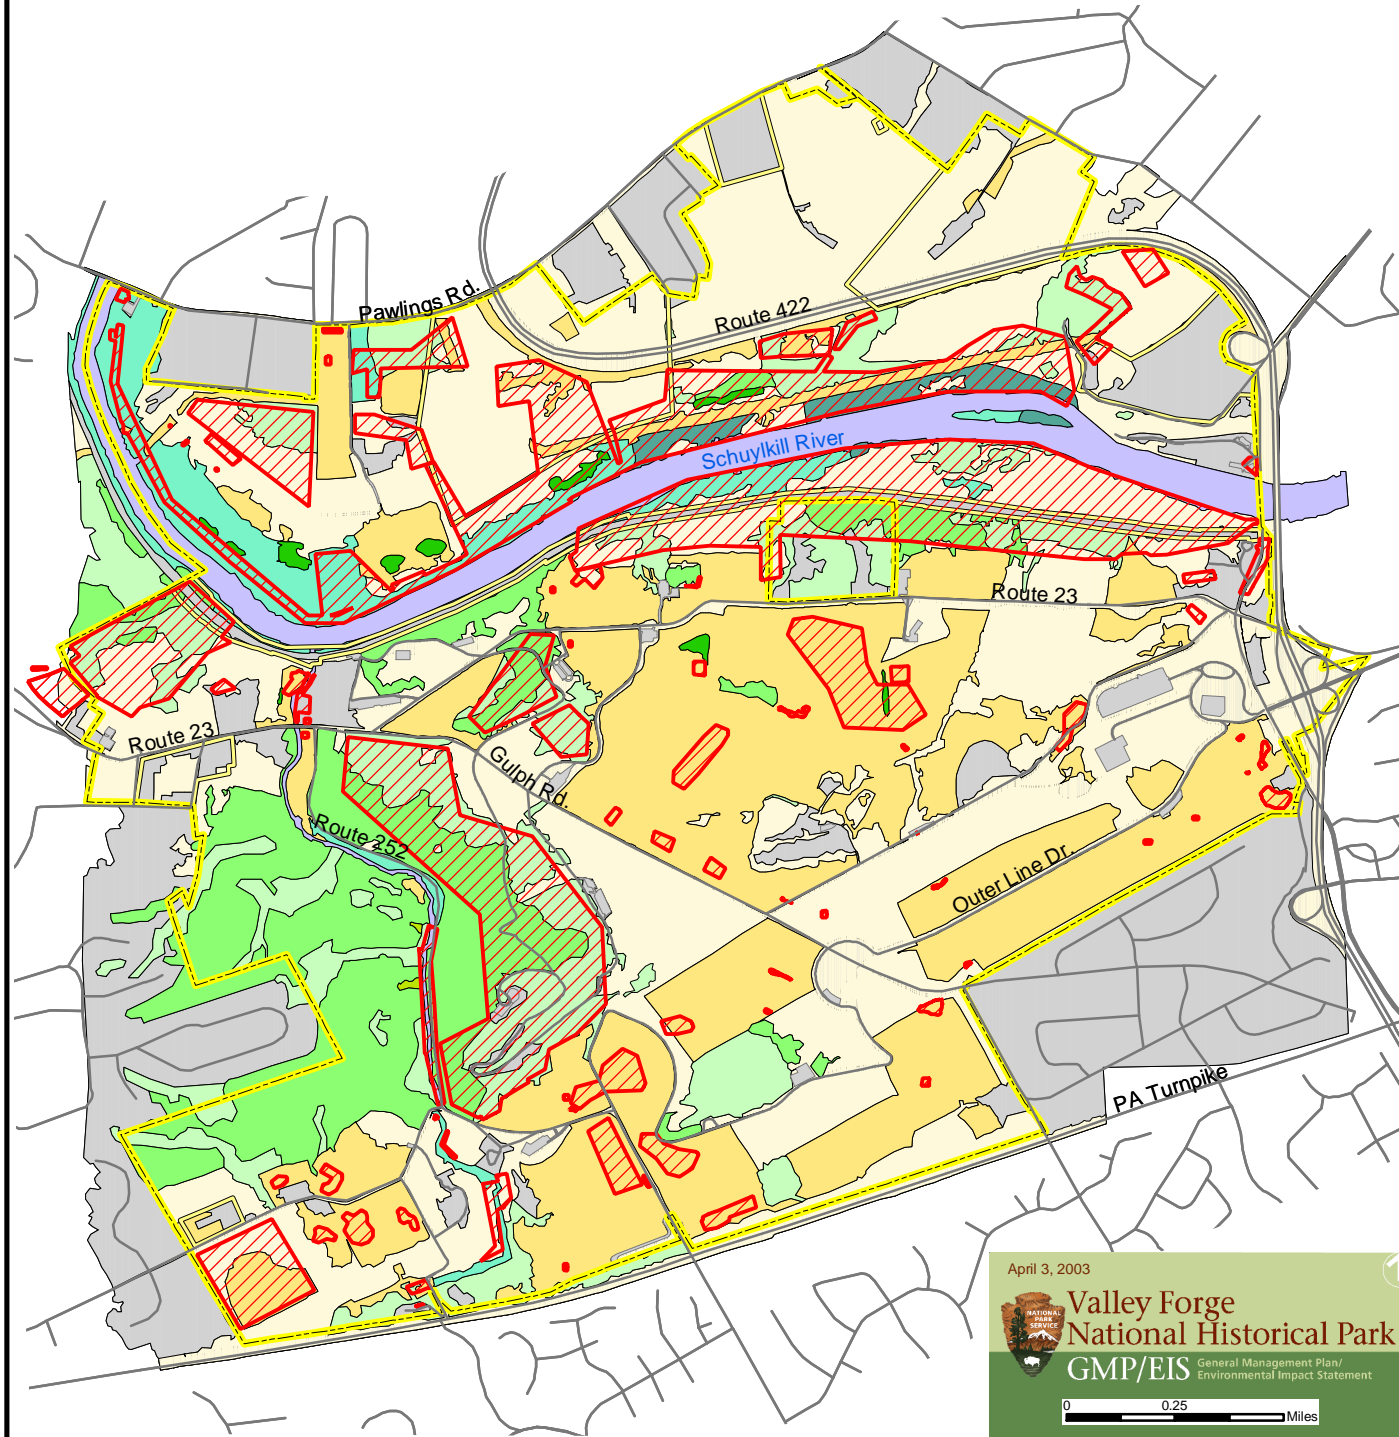 Pawlings Rd.
Route 422
Schuylkill River
Route 23
Route 23
Gulph Rd.
Route 252
Outer Line Dr.
PA Turnpike
April 3, 2003
NATIONAL
PARK
SERVICE
Valley Forge
National Historical Park
GMP/EIS General Management Plan/
Environmental Impact Statement
0 0.25
Miles